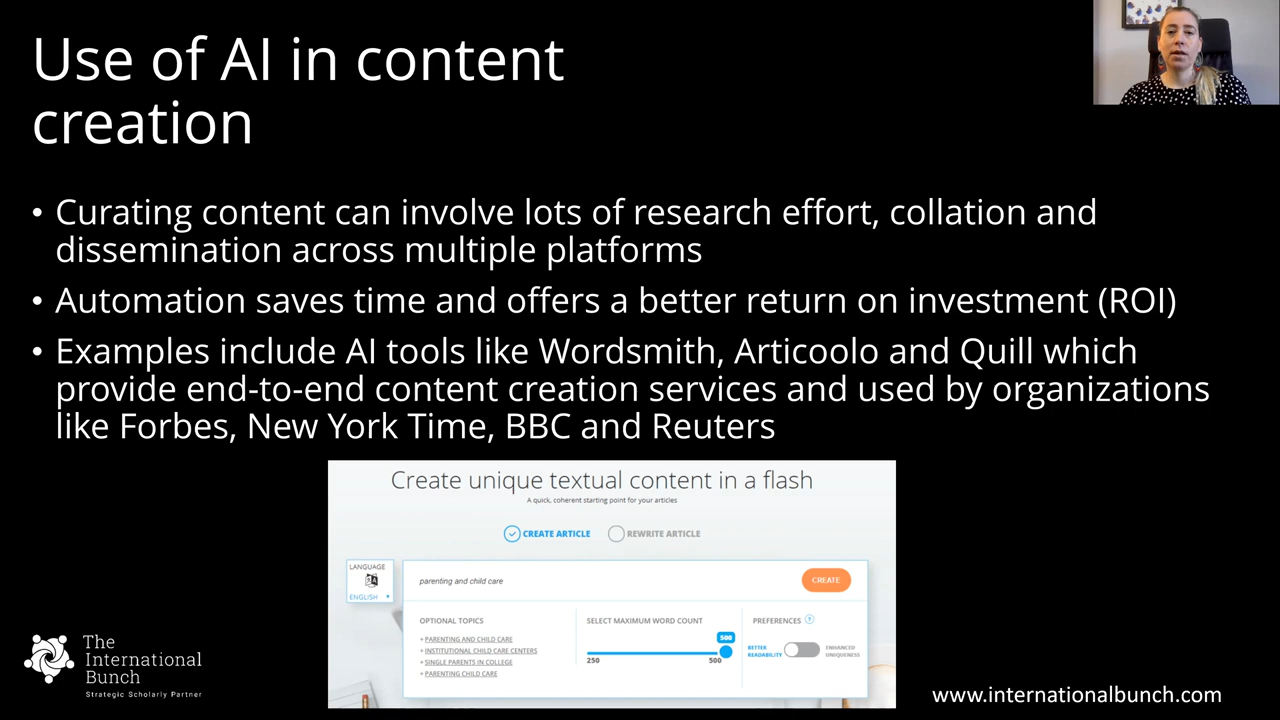 Use of AI in content
creation
• Curating content can involve lots of research effort, collation and
dissemination across multiple platforms
• Automation saves time and offers a better return on investment (ROI)
• Examples include AI tools like Wordsmith, Articoolo and Quill which
provide end-to-end content creation services and used by organizations
like Forbes, New York Time, BBC and Reuters
Create unique textual content in a flash
A quick, coherent starting point for your articles
CREATE ARTICLE
REWRITE ARTICLE
LANGUAGE
ENGLISH
parenting and child care
CREATE
OPTIONAL TOPICS
+ PARENTING AND CHILD CARE
+ INSTITUTIONAL CHILD CARE CENTERS
+ SINGLE PARENTS IN COLLEGE
+ PARENTING CHILD CARE
SELECT MAXIMUM WORD COUNT
500
250
500
PREFERENCES ?
BETTER
READABILITY
ENHANCED
UNIQUENESS
The
International
Bunch
Strategic Scholarly Partner
www.internationalbunch.com